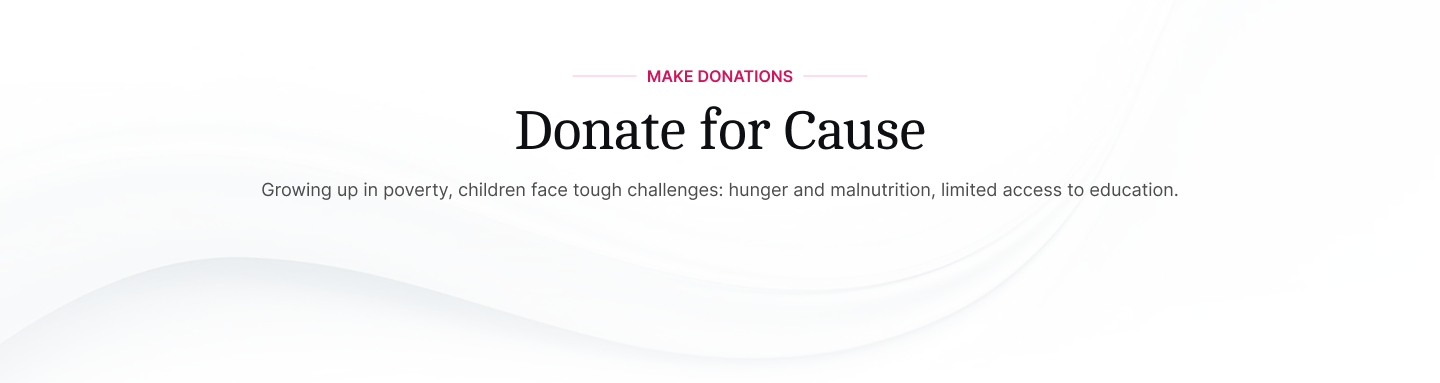 MAKE DONATIONS
Donate for Cause
Growing up in poverty, children face tough challenges: hunger and malnutrition, limited access to education.